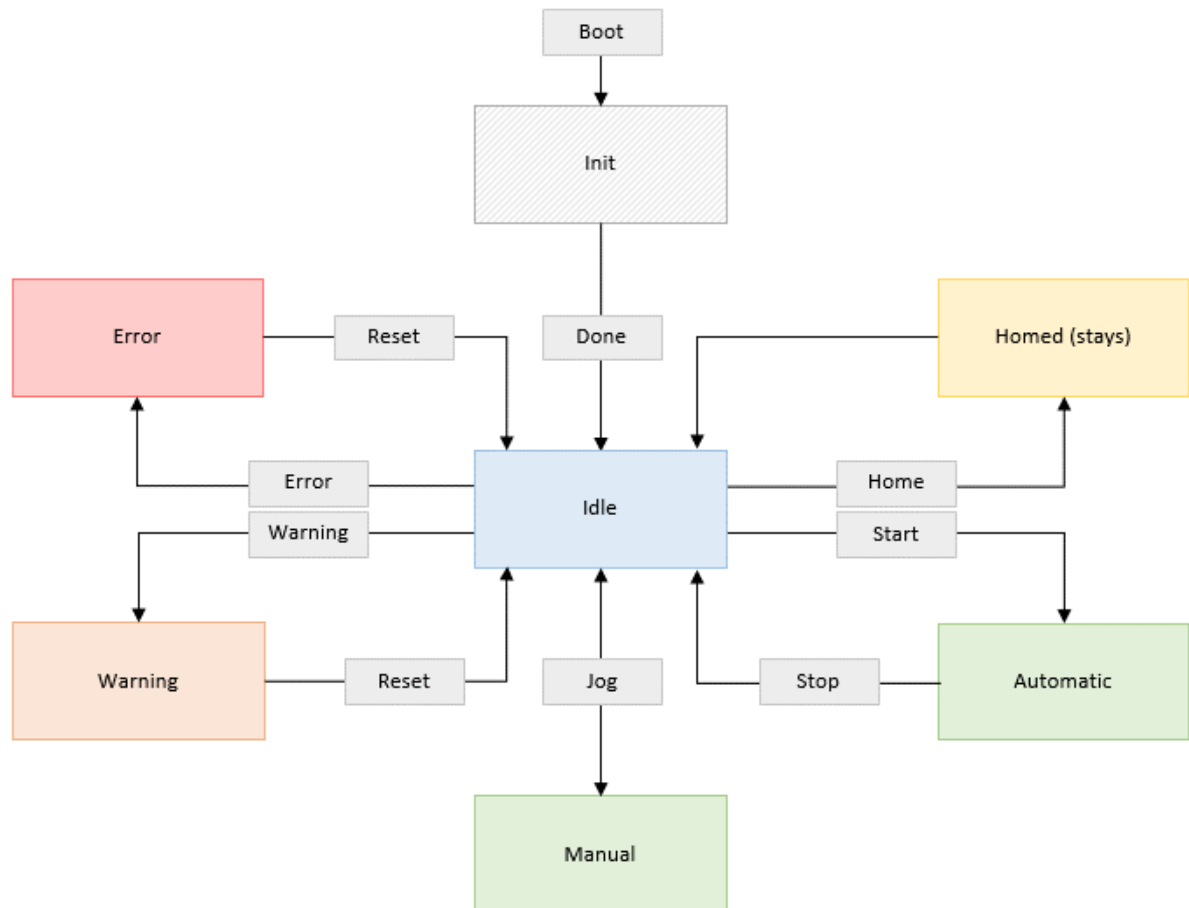 Boot
Init
Error
Reset
Done
Homed (stays)
Error
Idle
Home
Warning
Start
Warning
Reset
Jog
Stop
Automatic
Manual